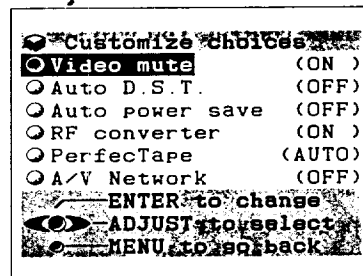 Customize choices
Video mute (ON )
Auto D.S.T. (OFF)
Auto power save (OFF)
RF converter (ON )
PerfecTape (AUTO)
A/V Network (OFF)
ENTER to change
ADJUST to select
MENU to go back